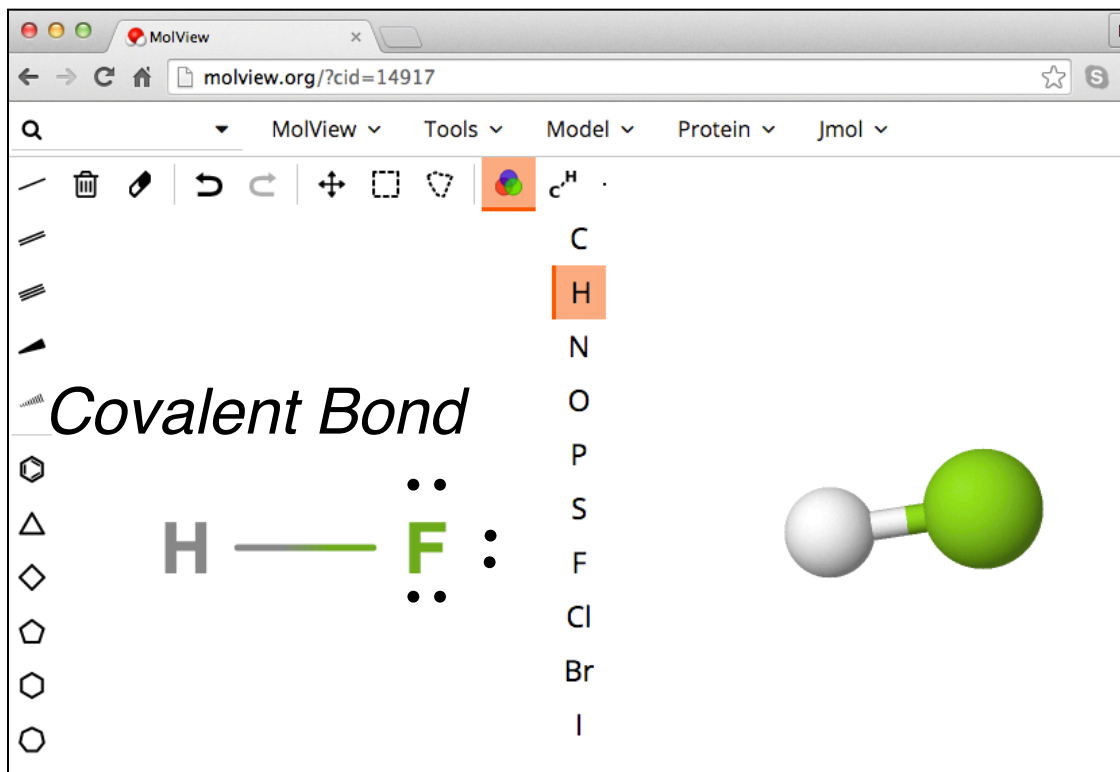 MolView
molview.org/?cid=14917
MolView Tools Model Protein Jmol
C H
C
H
N
O
P
S
F
Cl
Br
I
Covalent Bond
H F